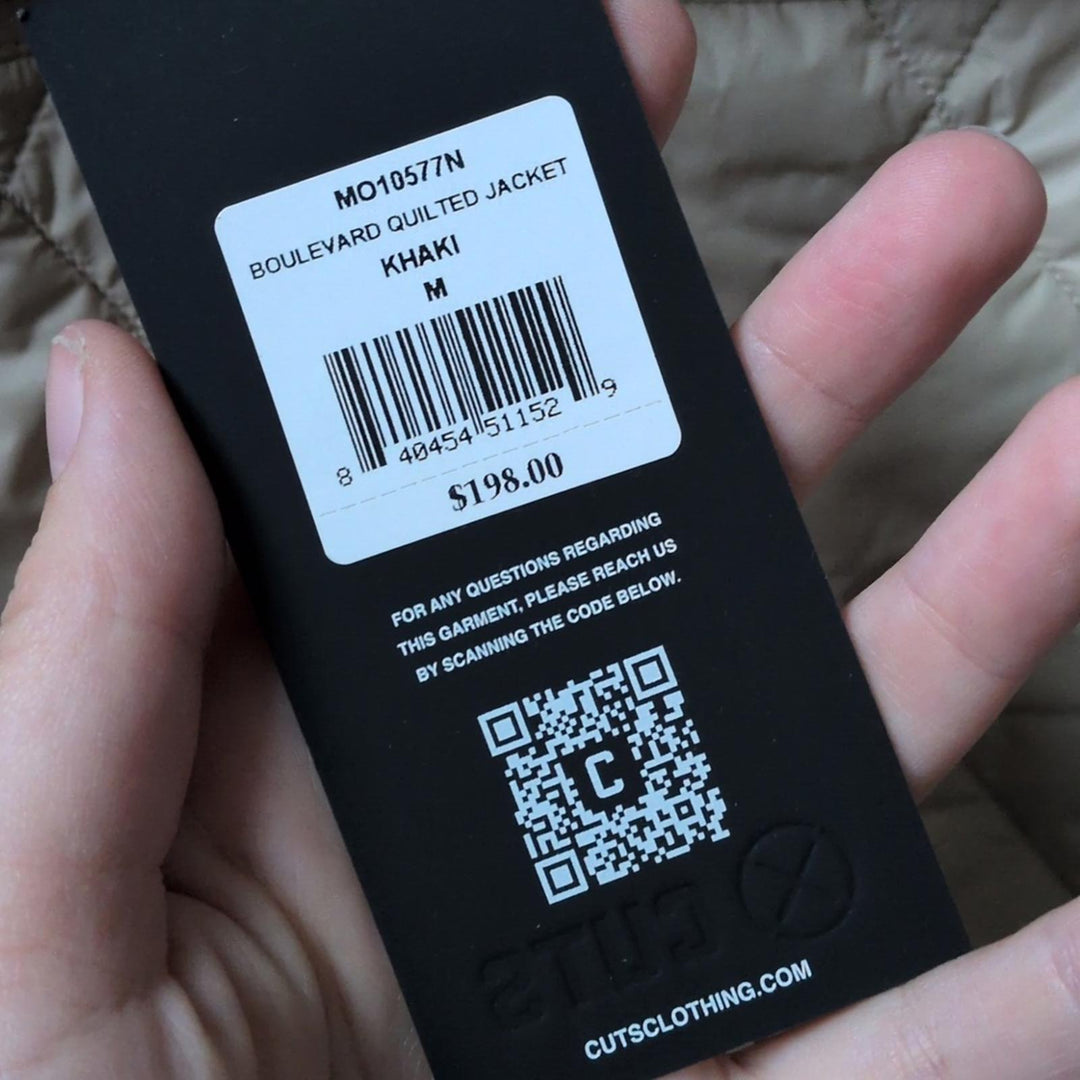 MO10577N
BOULEVARD QUILTED JACKET
KHAKI
M
8 40454 51152 9
$198.00
FOR ANY QUESTIONS REGARDING
THIS GARMENT, PLEASE REACH US
BY SCANNING THE CODE BELOW.
C
CUTS
CUTSCLOTHING.COM